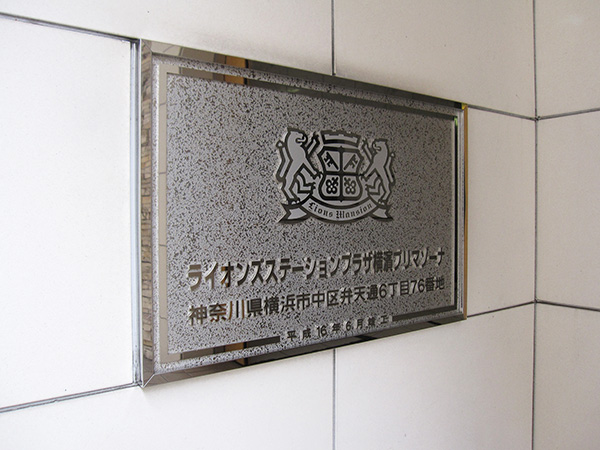 Lions Mansion
ライオンズステーションプラザ横濱プリマゾーナ
神奈川県横浜市中区弁天通6丁目76番地
平成16年6月竣工